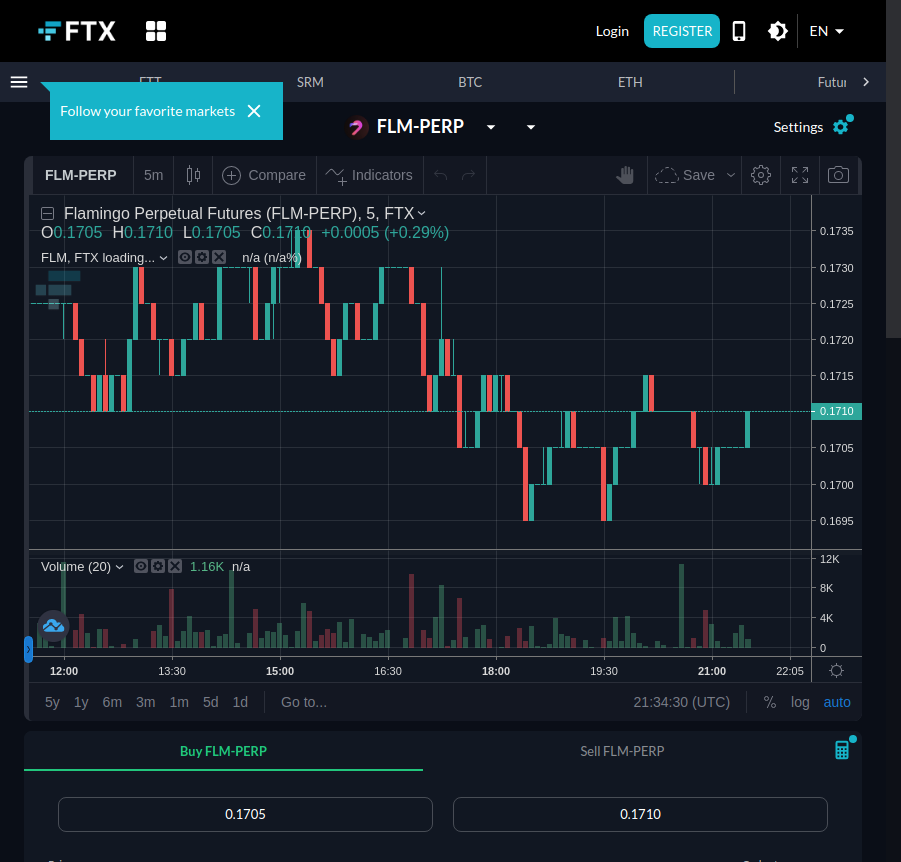 FTX
Login REGISTER EN
FTT SRM BTC ETH Futur
Follow your favorite markets
FLM-PERP
Settings
FLM-PERP 5m Compare Indicators Save
Flamingo Perpetual Futures (FLM-PERP), 5, FTX
O0.1705 H0.1710 L0.1705 C0.1710 +0.0005 (+0.29%)
FLM, FTX loading... n/a (n/a%)
0.1735
0.1730
0.1725
0.1720
0.1715
0.1710
0.1705
0.1700
0.1695
Volume (20) 1.16K n/a
12K
8K
4K
0
12:00 13:30 15:00 16:30 18:00 19:30 21:00 22:05
5y 1y 6m 3m 1m 5d 1d Go to... 21:34:30 (UTC) % log auto
Buy FLM-PERP Sell FLM-PERP
0.1705 0.1710